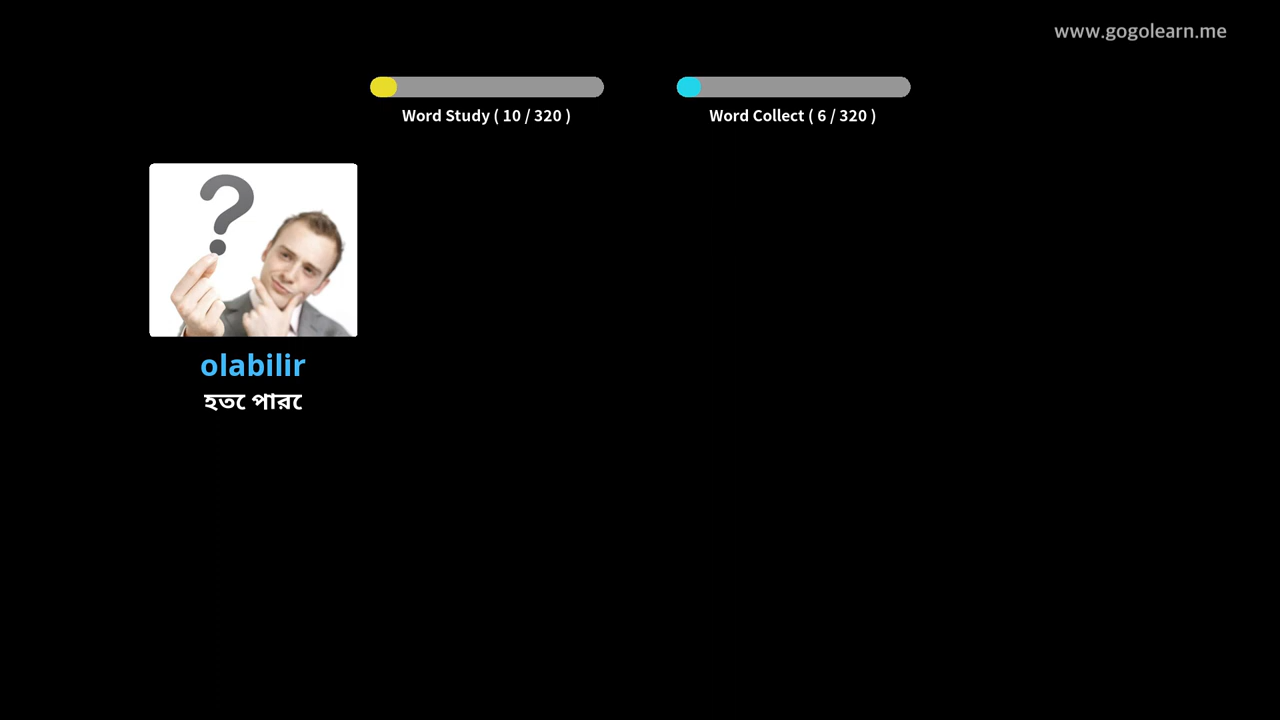 www.gogolearn.me
Word Study ( 10 / 320 )
Word Collect ( 6 / 320 )
?
olabilir
হতে পারে